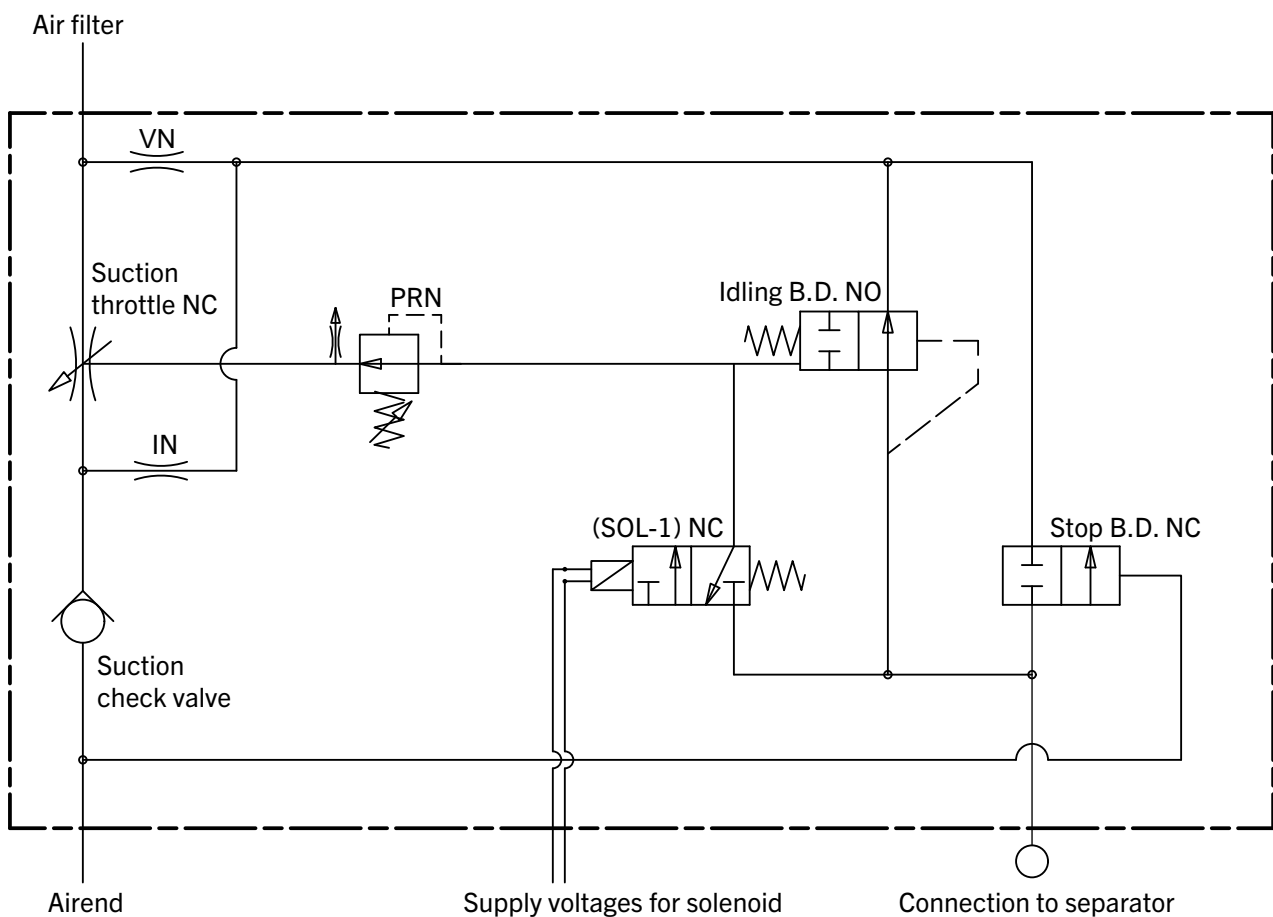 Air filter
VN
Suction
throttle NC
PRN
Idling B.D. NO
IN
(SOL-1) NC
Stop B.D. NC
Suction
check valve
Airend
Supply voltages for solenoid
Connection to separator